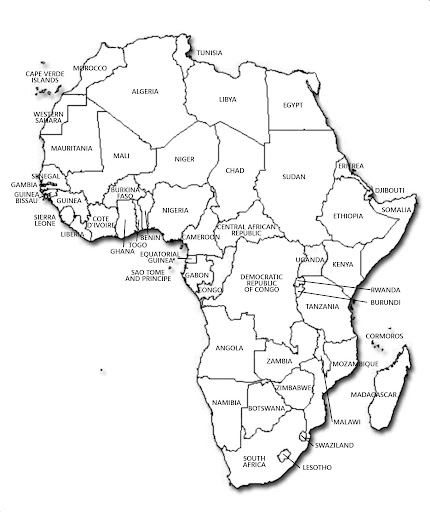 TUNISIA
MOROCCO
CAPE VERDE
ISLANDS
ALGERIA
LIBYA
EGYPT
WESTERN
SAHARA
MAURITANIA
MALI
NIGER
CHAD
SUDAN
ERITREA
SENEGAL
GAMBIA
GUINEA
BISSAU
GUINEA
BURKINA
FASO
DJIBOUTI
SOMALIA
NIGERIA
ETHIOPIA
SIERRA
LEONE
COTE
D'IVOIRE
LIBERIA
GHANA
TOGO
BENIN
CAMEROON
CENTRAL AFRICAN
REPUBLIC
EQUATORIAL
GUINEA
SAO TOME
AND PRINCIPE
GABON
CONGO
DEMOCRATIC
REPUBLIC
OF CONGO
UGANDA
KENYA
RWANDA
BURUNDI
TANZANIA
CORMOROS
ANGOLA
ZAMBIA
MOZAMBIQUE
MADAGASCAR
ZIMBABWE
NAMIBIA
BOTSWANA
MALAWI
SWAZILAND
SOUTH
AFRICA
LESOTHO